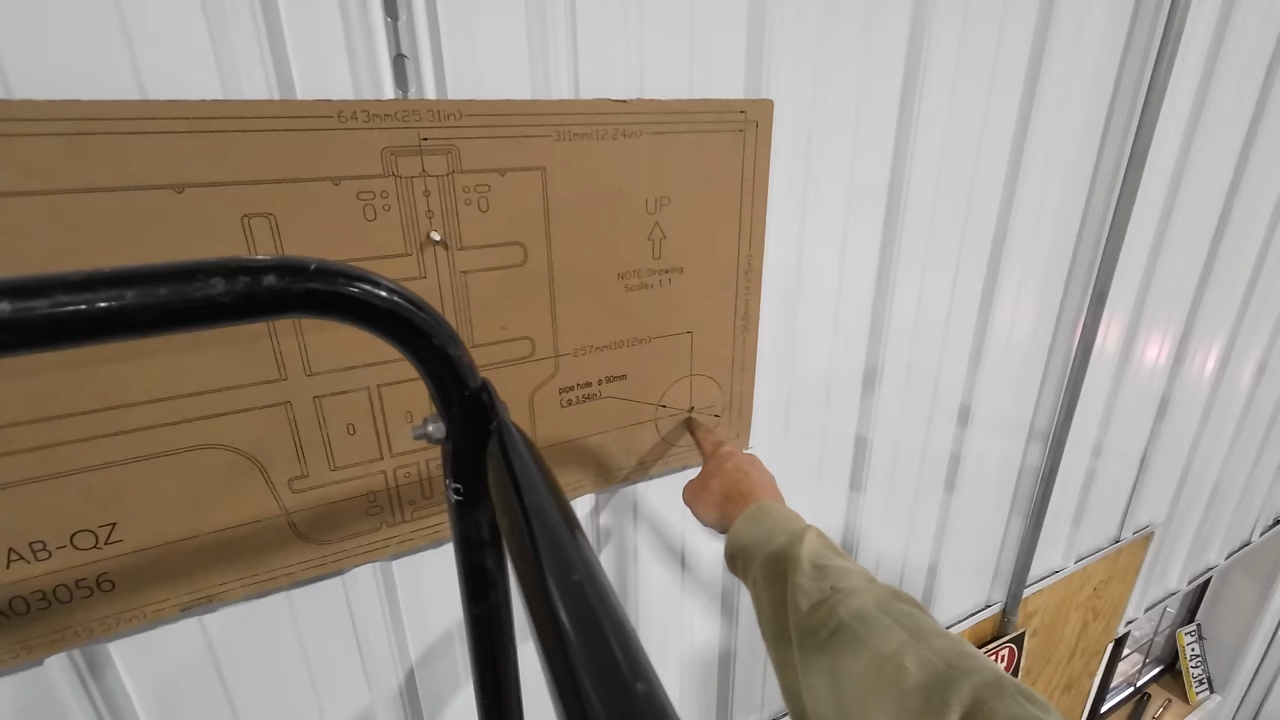 643mm(25.31in)
311mm(12.24in)
UP
NOTE: Drawing
Scale: 1:1
257mm(10.12in)
pipe hole Φ 90mm
(Φ 3.54in)
AB-QZ
A03056